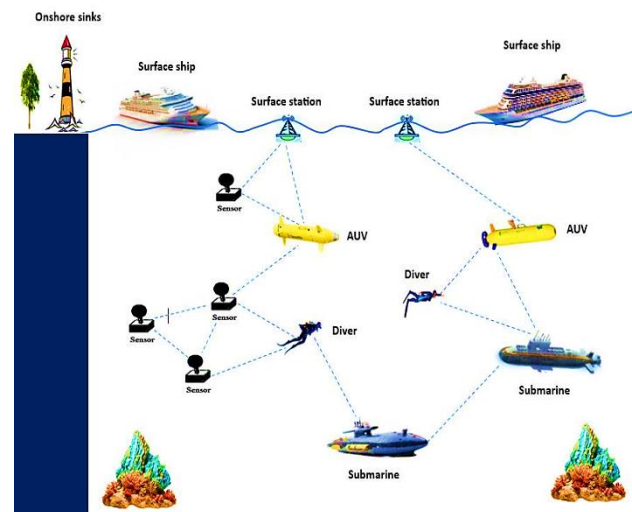 Onshore sinks
Surface ship
Surface ship
Surface station
Surface station
Sensor
AUV
AUV
Diver
Sensor
Sensor
Diver
Sensor
Submarine
Submarine